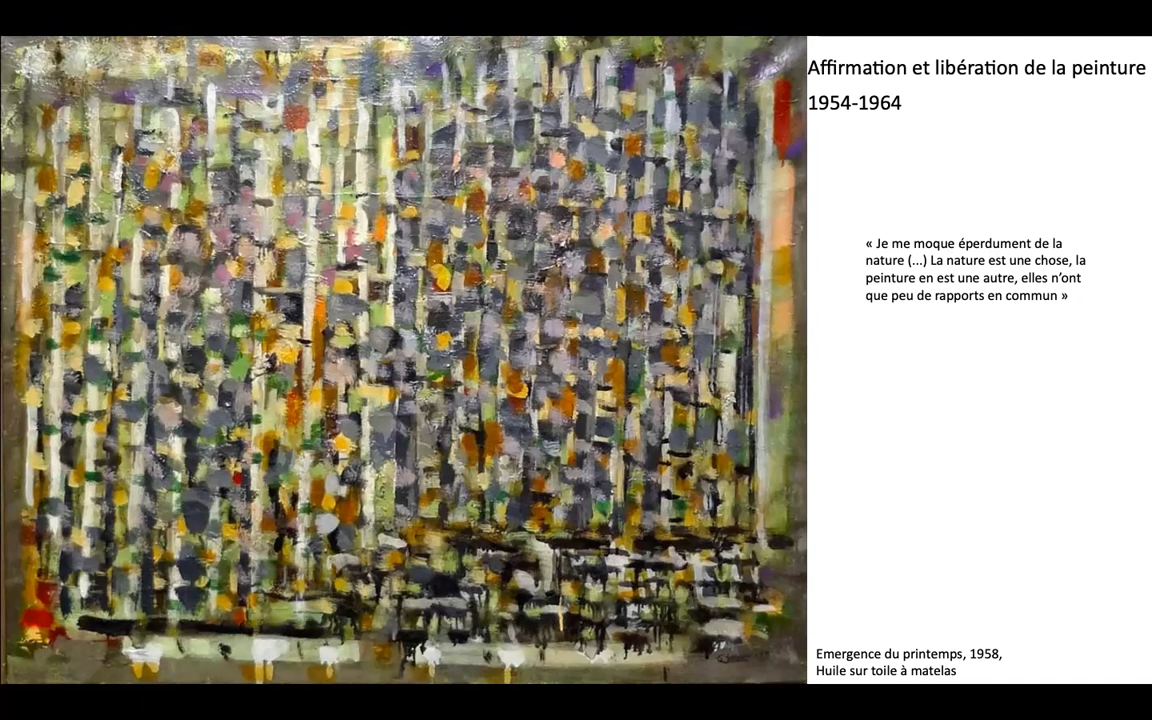 Affirmation et libération de la peinture
1954-1964
« Je me moque éperdument de la
nature (...) La nature est une chose, la
peinture en est une autre, elles n’ont
que peu de rapports en commun »
Emergence du printemps, 1958,
Huile sur toile à matelas